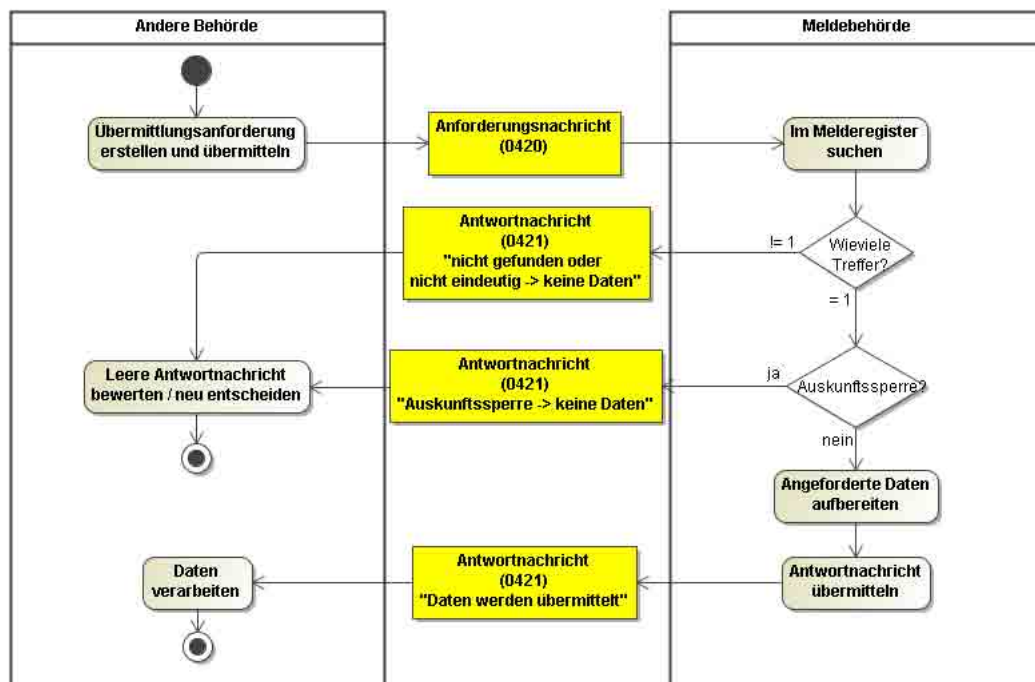 Andere Behörde
Meldebehörde
Übermittlungsanforderung
erstellen und übermitteln
Anforderungsnachricht
(0420)
Im Melderegister
suchen
Wieviele
Treffer?
!= 1
Antwortnachricht
(0421)
"nicht gefunden oder
nicht eindeutig -> keine Daten"
= 1
Auskunftssperre?
ja
Antwortnachricht
(0421)
"Auskunftssperre -> keine Daten"
Leere Antwortnachricht
bewerten / neu entscheiden
nein
Angeforderte Daten
aufbereiten
Antwortnachricht
übermitteln
Antwortnachricht
(0421)
"Daten werden übermittelt"
Daten
verarbeiten